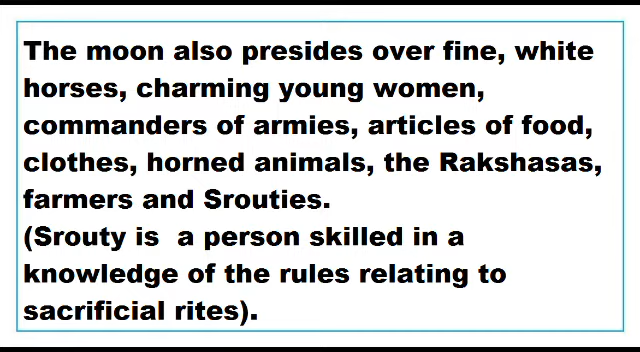 The moon also presides over fine, white
horses, charming young women,
commanders of armies, articles of food,
clothes, horned animals, the Rakshasas,
farmers and Srouties.
(Srouty is  a person skilled in a
knowledge of the rules relating to
sacrificial rites).